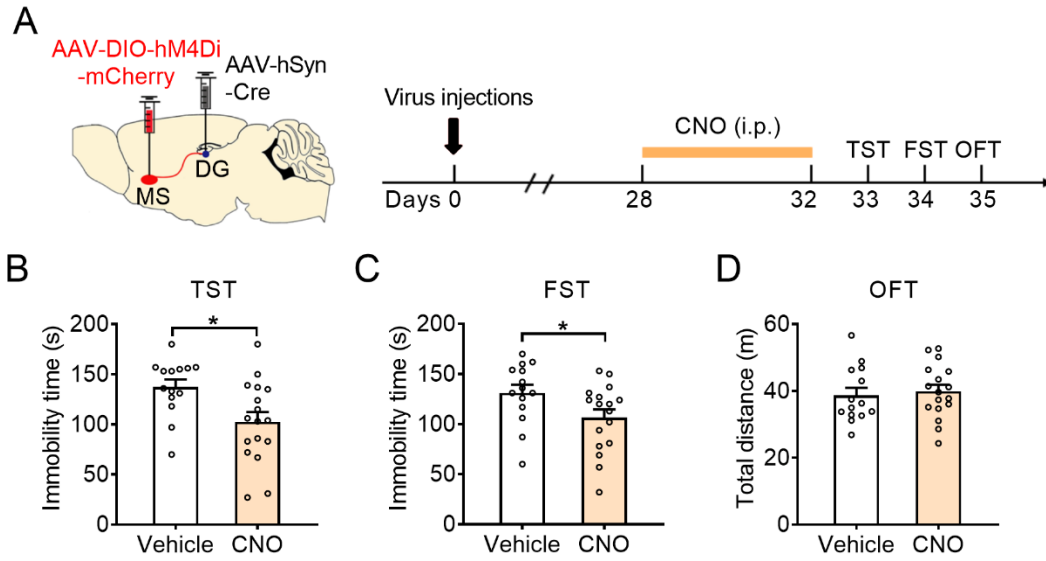 A
AAV-DIO-hM4Di
-mCherry
AAV-hSyn
-Cre
MS
DG
Virus injections
CNO (i.p.)
TST FST OFT
Days 0 28 32 33 34 35
B
TST
*
Immobility time (s)
200
150
100
50
0
Vehicle CNO
C
FST
*
Immobility time (s)
200
150
100
50
0
Vehicle CNO
D
OFT
Total distance (m)
60
40
20
0
Vehicle CNO